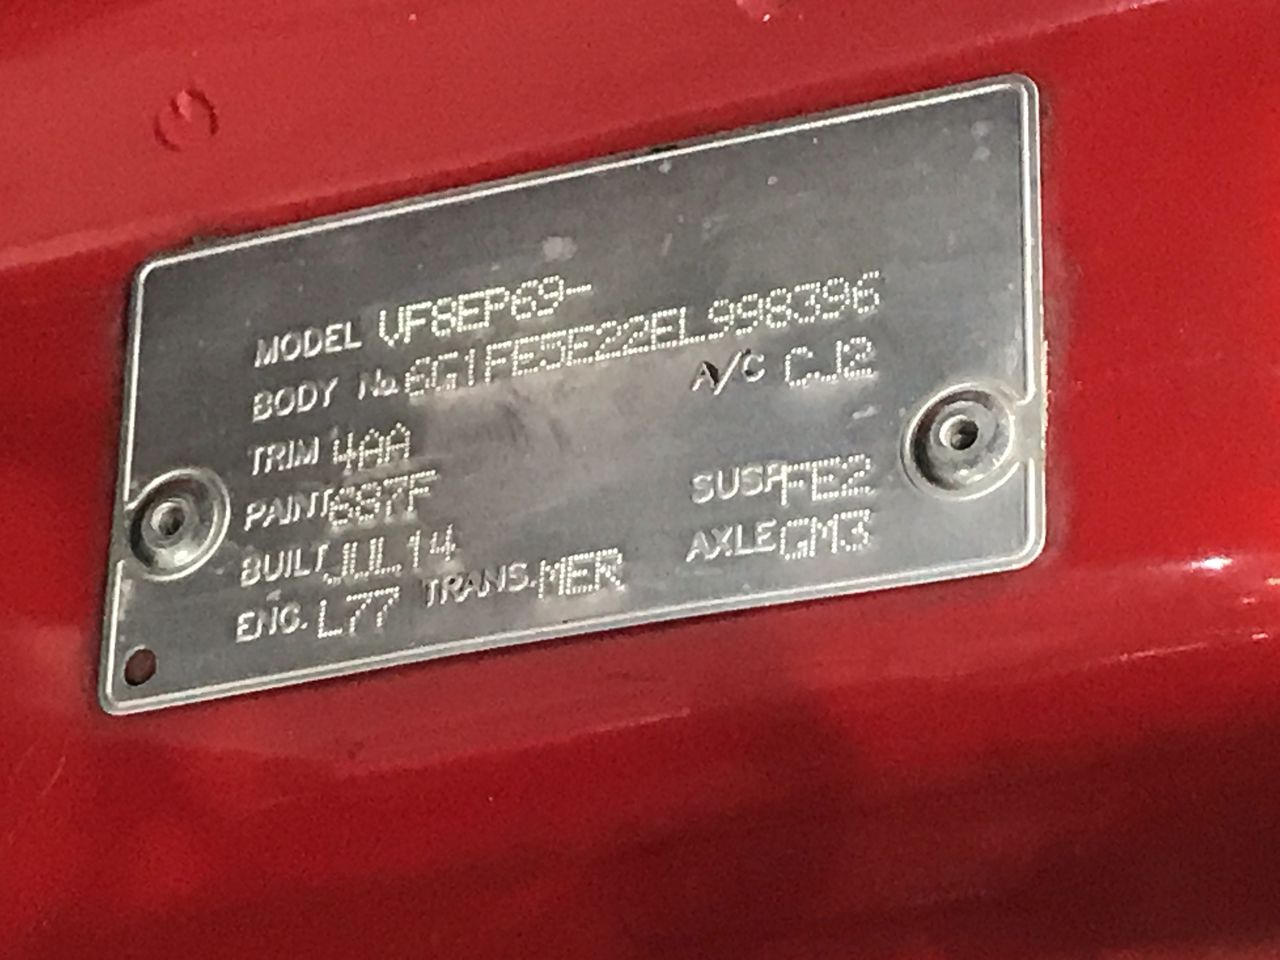 MODEL VF8EP69-
BODY No. 6G1FE5E22EL998396
A/C CJ2
TRIM 4AA
PAINT 697F
SUSP FE2
BUILT JUL14
AXLE GM3
ENG. L77 TRANS. MER